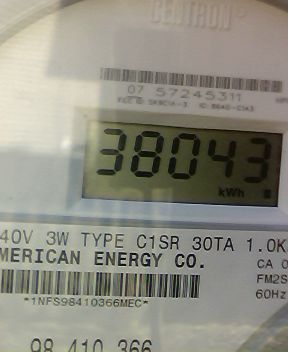 CENTRON®
07 57245311
38043
kWh
40V 3W TYPE C1SR 30TA 1.0K
MERICAN ENERGY CO.
CA 0
FM2S
60Hz
*1NFS98410366MEC*
98 410 366